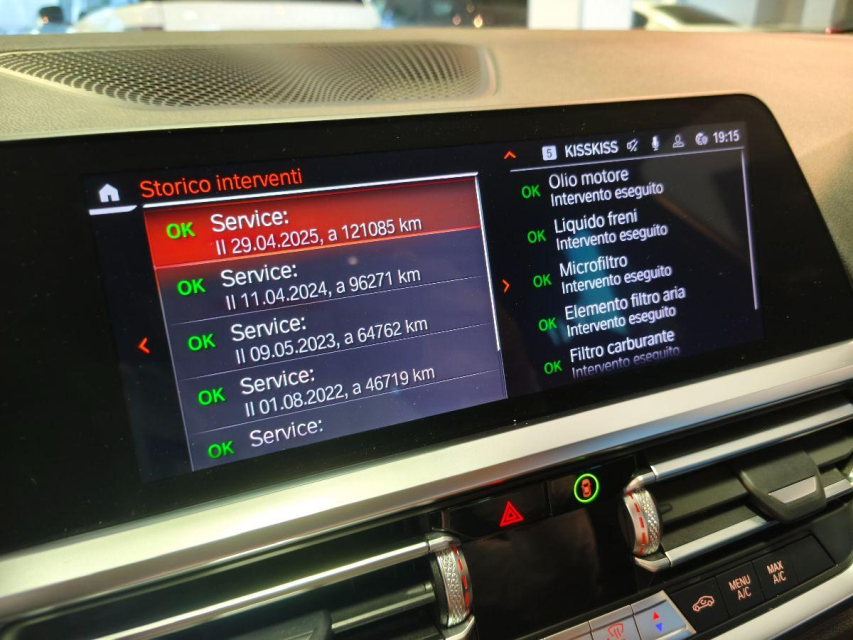 Storico interventi
OK Service:
Il 29.04.2025, a 121085 km
OK Service:
Il 11.04.2024, a 96271 km
OK Service:
Il 09.05.2023, a 64762 km
OK Service:
Il 01.08.2022, a 46719 km
OK Service:
5 KISSKISS 19:15
OK Olio motore
Intervento eseguito
OK Liquido freni
Intervento eseguito
OK Microfiltro
Intervento eseguito
OK Elemento filtro aria
Intervento eseguito
OK Filtro carburante
Intervento eseguito
MENU
A/C
MAX
A/C